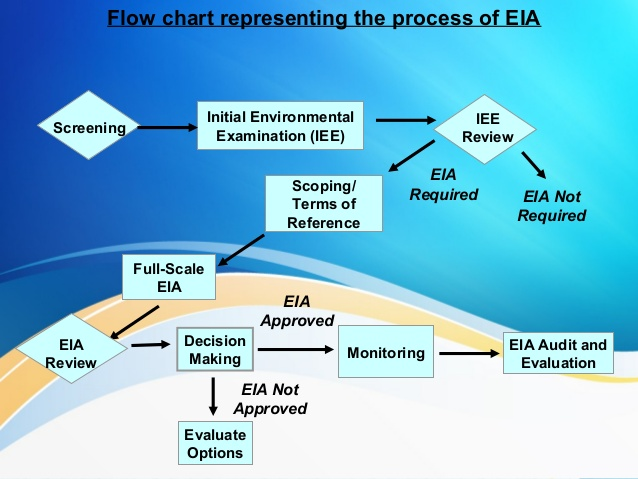 Flow chart representing the process of EIA
Screening
Initial Environmental
Examination (IEE)
IEE
Review
EIA
Required
EIA Not
Required
Scoping/
Terms of
Reference
Full-Scale
EIA
EIA
Review
Decision
Making
EIA
Approved
Monitoring
EIA Audit and
Evaluation
EIA Not
Approved
Evaluate
Options